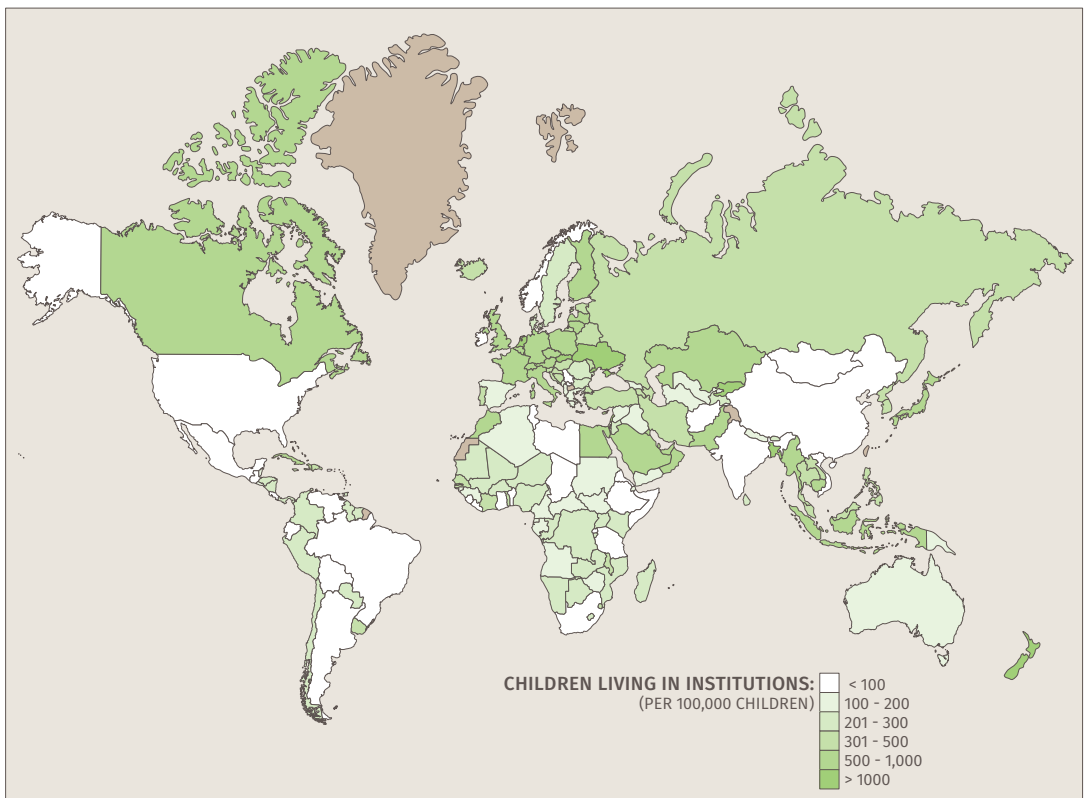 CHILDREN LIVING IN INSTITUTIONS:
(PER 100,000 CHILDREN)
< 100
100 - 200
201 - 300
301 - 500
500 - 1,000
> 1000